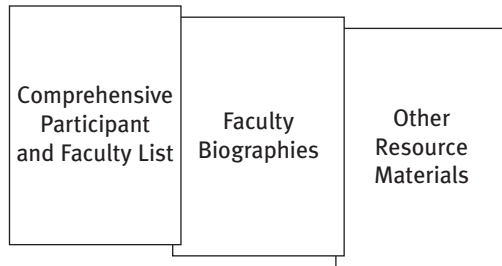 Comprehensive
Participant
and Faculty List
Faculty
Biographies
Other
Resource
Materials